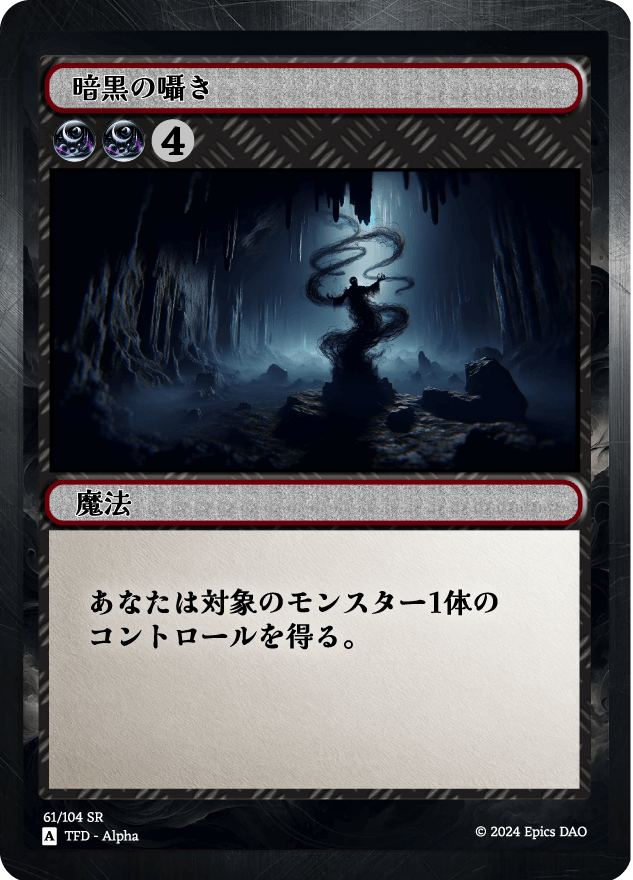 暗黒の囁き
4
魔法
あなたは対象のモンスター1体の
コントロールを得る。
61/104 SR
A TFD - Alpha
© 2024 Epics DAO